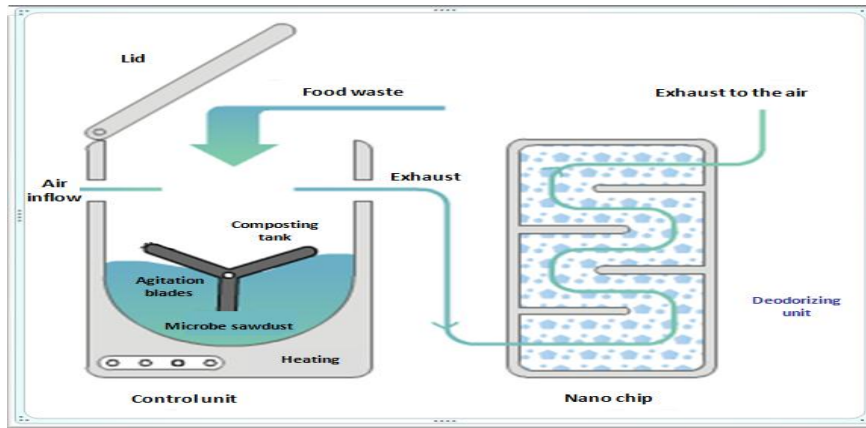 Lid
Food waste
Exhaust to the air
Air
inflow
Exhaust
Composting
tank
Agitation
blades
Microbe sawdust
Deodorizing
unit
Heating
Control unit
Nano chip